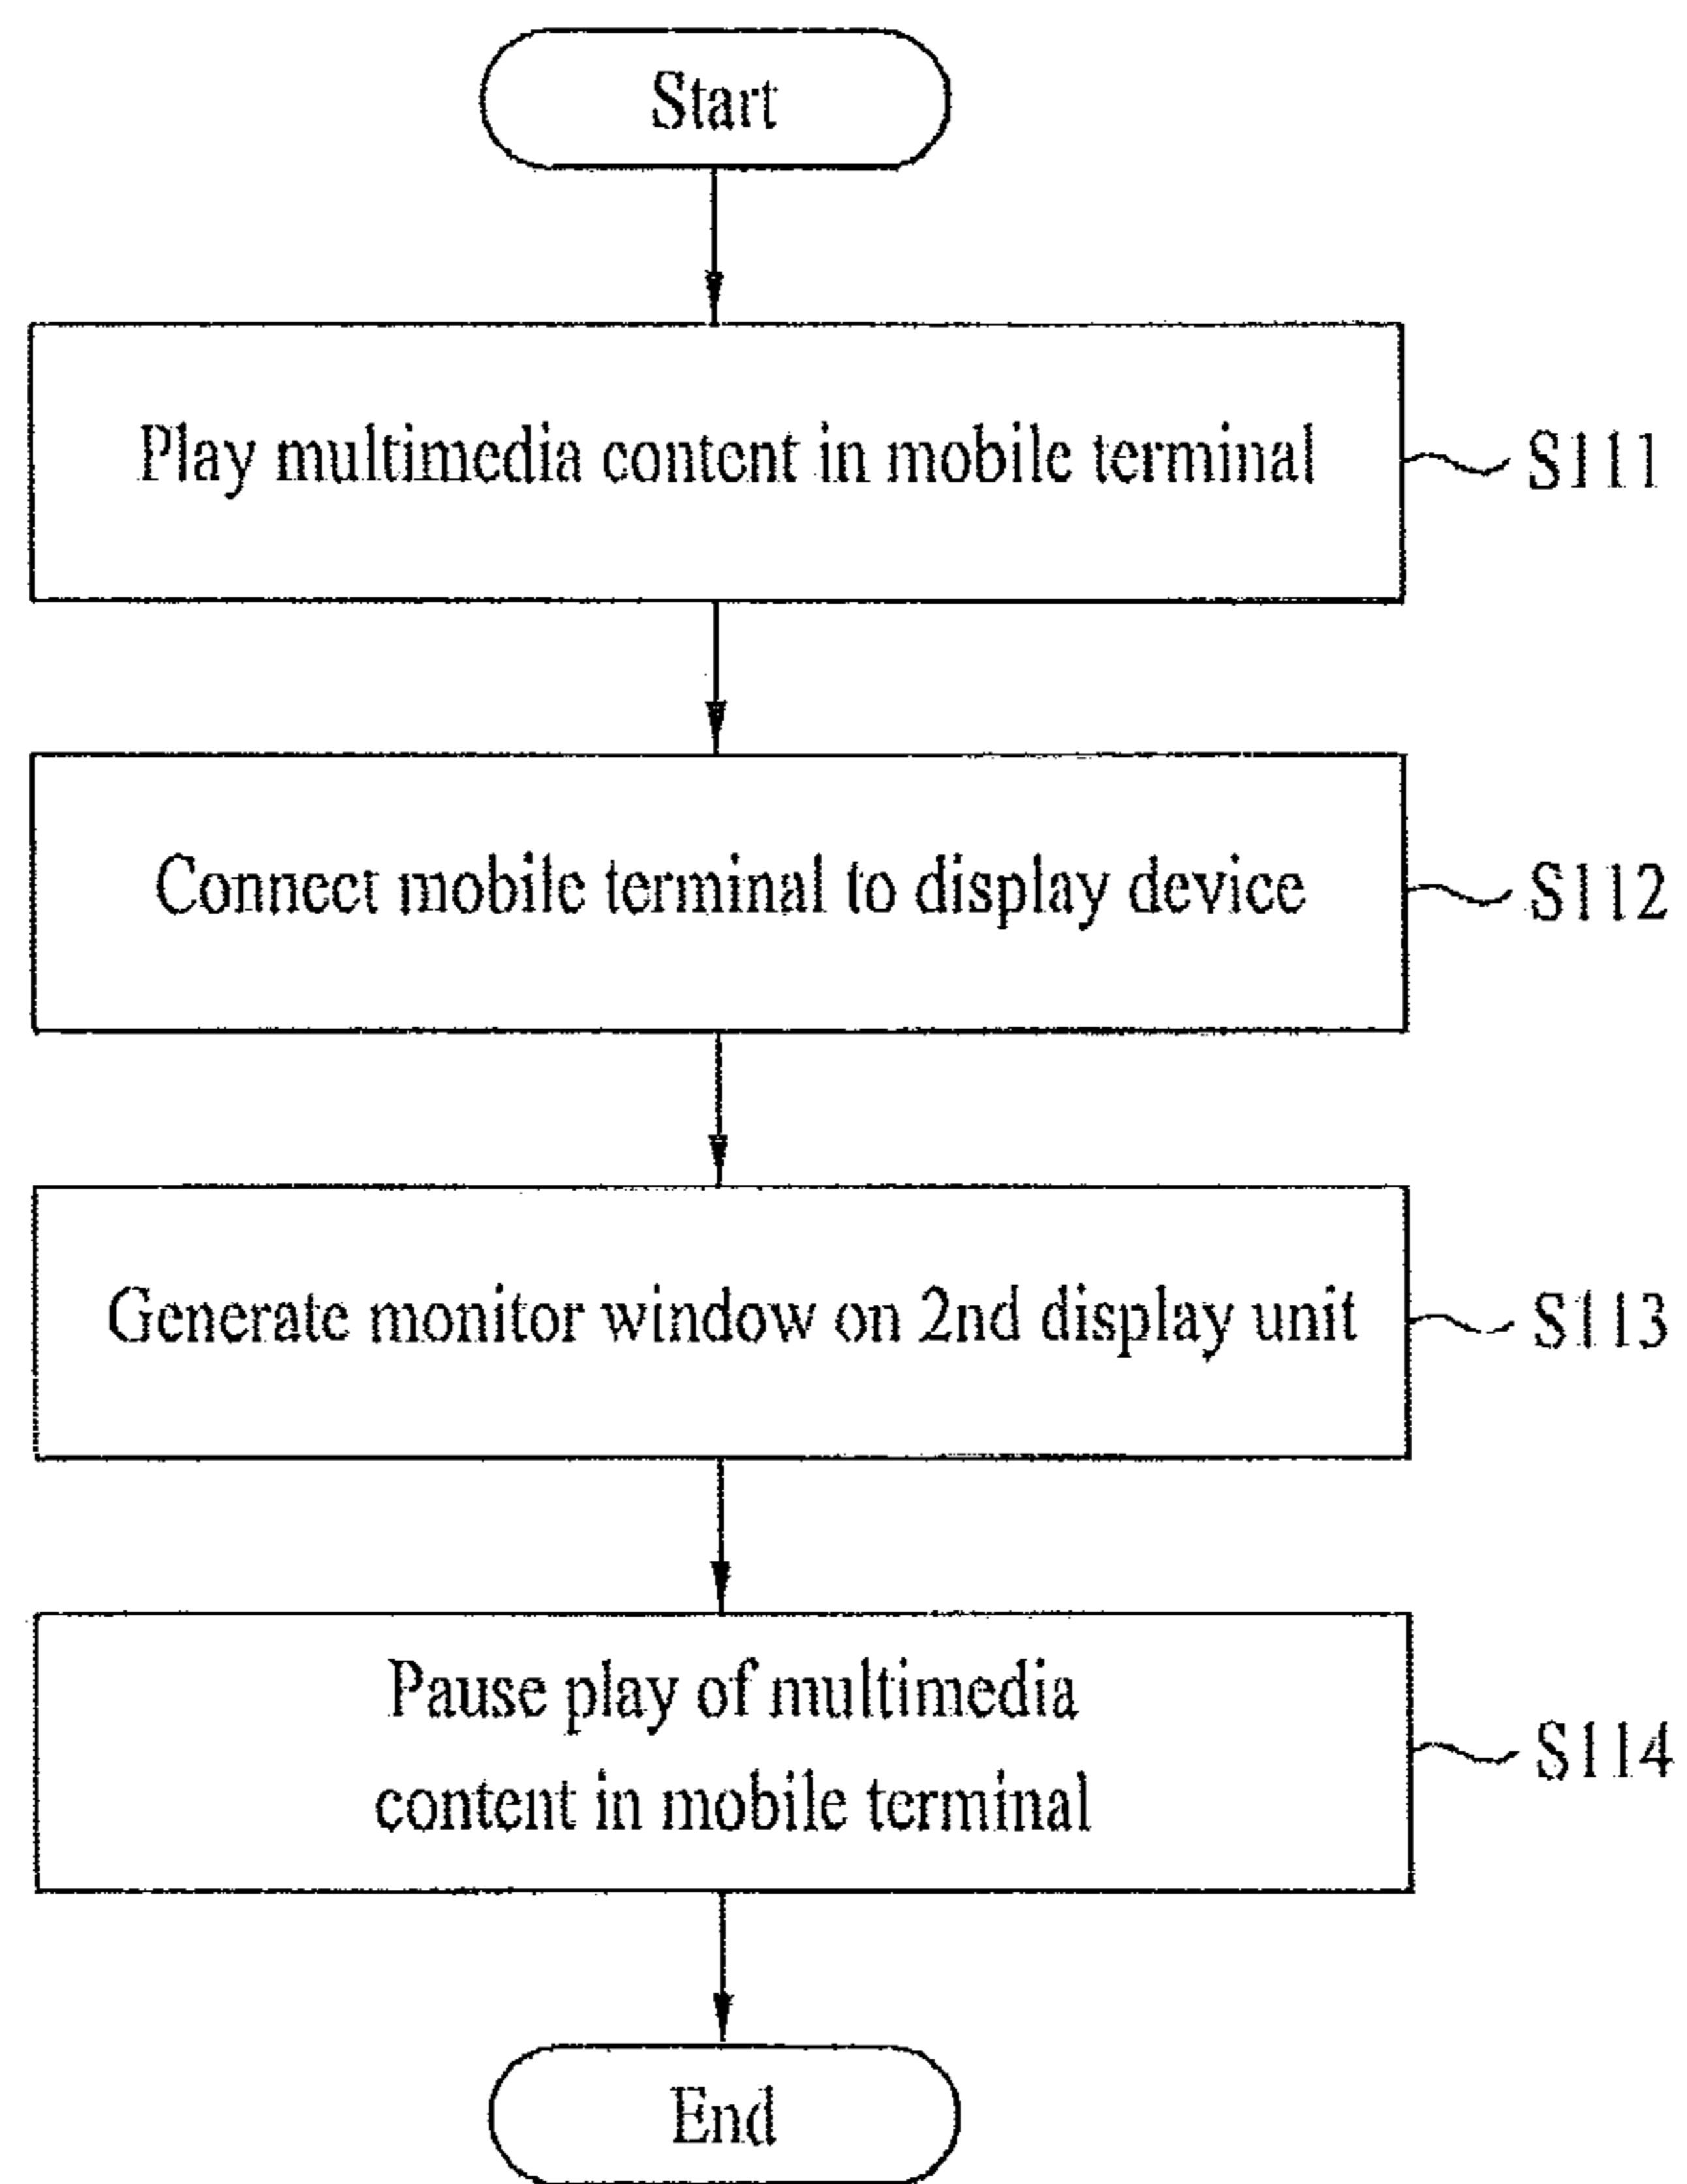 Start
Play multimedia content in mobile terminal
S111
Connect mobile terminal to display device
S112
Generate monitor window on 2nd display unit
S113
Pause play of multimedia
content in mobile terminal
S114
End